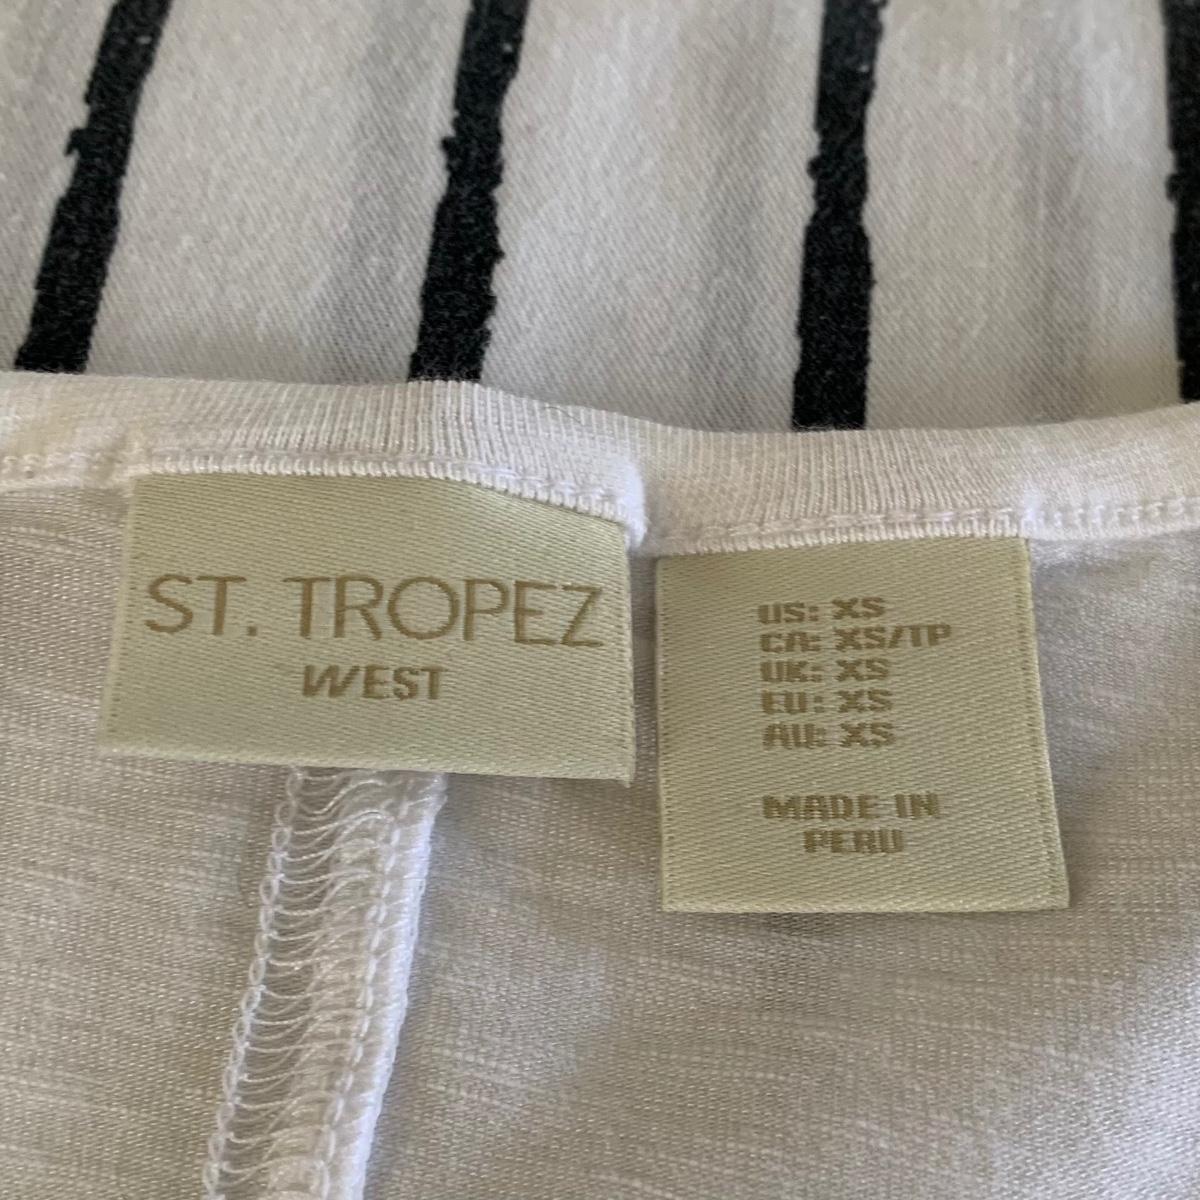 ST. TROPEZ
WEST
US: XS
CA: XS/TP
UK: XS
EU: XS
AU: XS
MADE IN
PERU